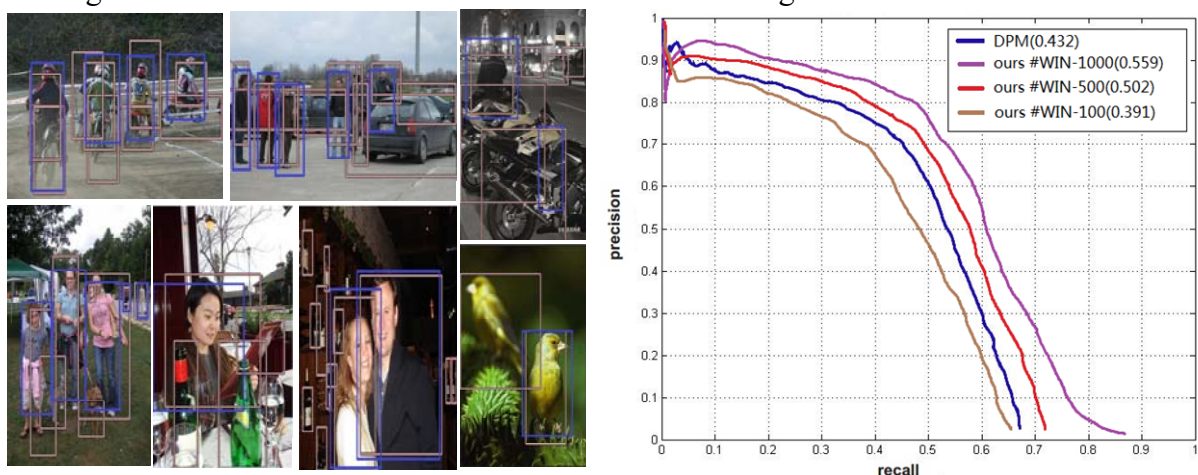 DPM(0.432)
ours #WIN-1000(0.559)
ours #WIN-500(0.502)
ours #WIN-100(0.391)
1
0.9
0.8
0.7
0.6
0.5
0.4
0.3
0.2
0.1
0
precision
0 0.1 0.2 0.3 0.4 0.5 0.6 0.7 0.8 0.9 1
recall